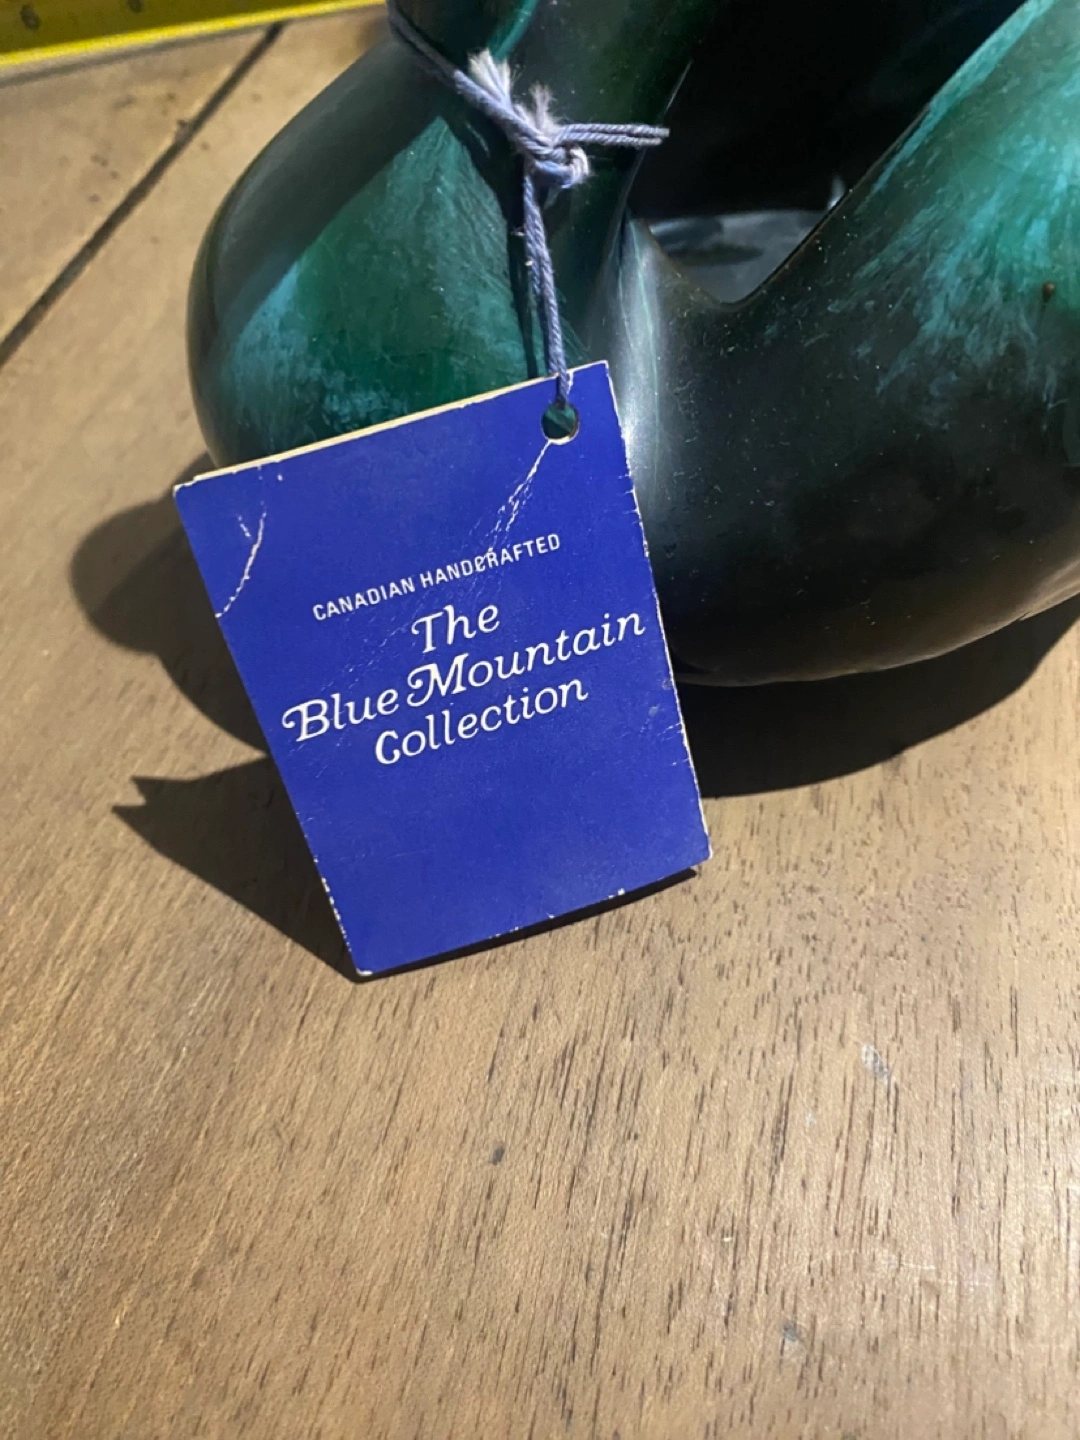 CANADIAN HANDCRAFTED
The
Blue Mountain
Collection